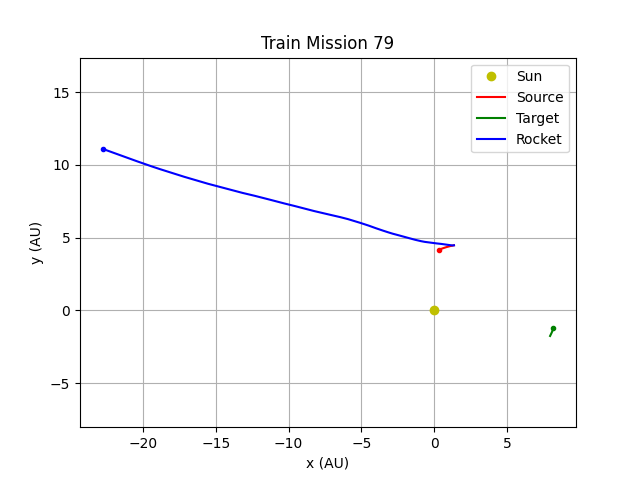 Train Mission 79
Sun
Source
Target
Rocket
15
10
5
0
−5
y (AU)
−20
−15
−10
−5
0
5
x (AU)